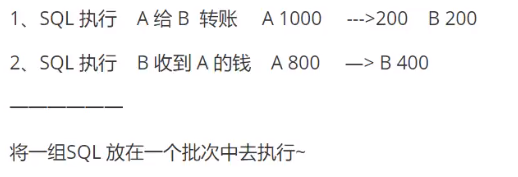 1、SQL 执行 A 给 B 转账 A 1000 --->200 B 200
2、SQL 执行 B 收到 A 的钱 A 800 —> B 400
——————
将一组SQL 放在一个批次中去执行~